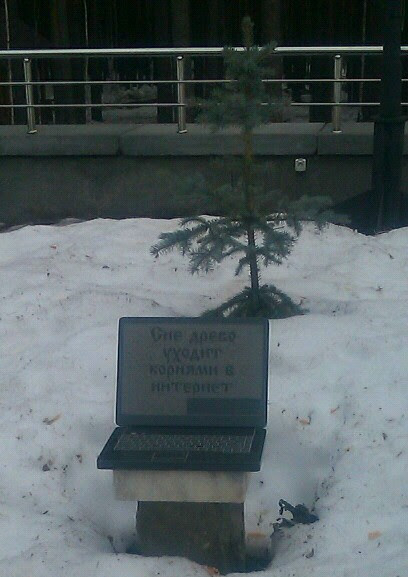 Сие древо
уходит
корнями в
интернет